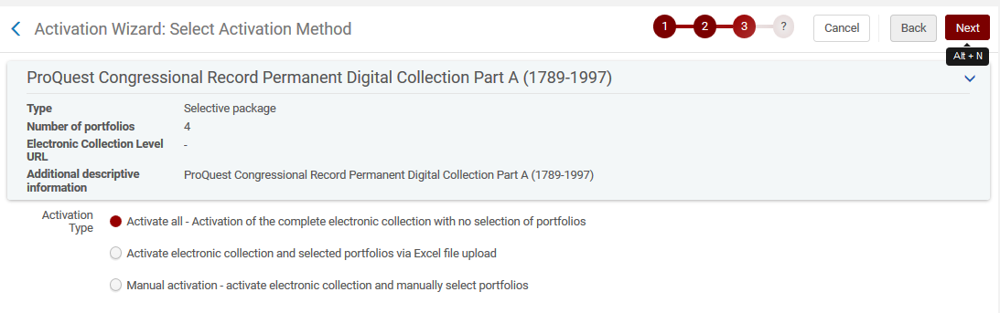 Activation Wizard: Select Activation Method
1
2
3
?
Cancel
Back
Next
Alt + N
ProQuest Congressional Record Permanent Digital Collection Part A (1789-1997)
Type
Selective package
Number of portfolios
4
Electronic Collection Level
URL
-
Additional descriptive
information
ProQuest Congressional Record Permanent Digital Collection Part A (1789-1997)
Activation
Type
Activate all - Activation of the complete electronic collection with no selection of portfolios
Activate electronic collection and selected portfolios via Excel file upload
Manual activation - activate electronic collection and manually select portfolios